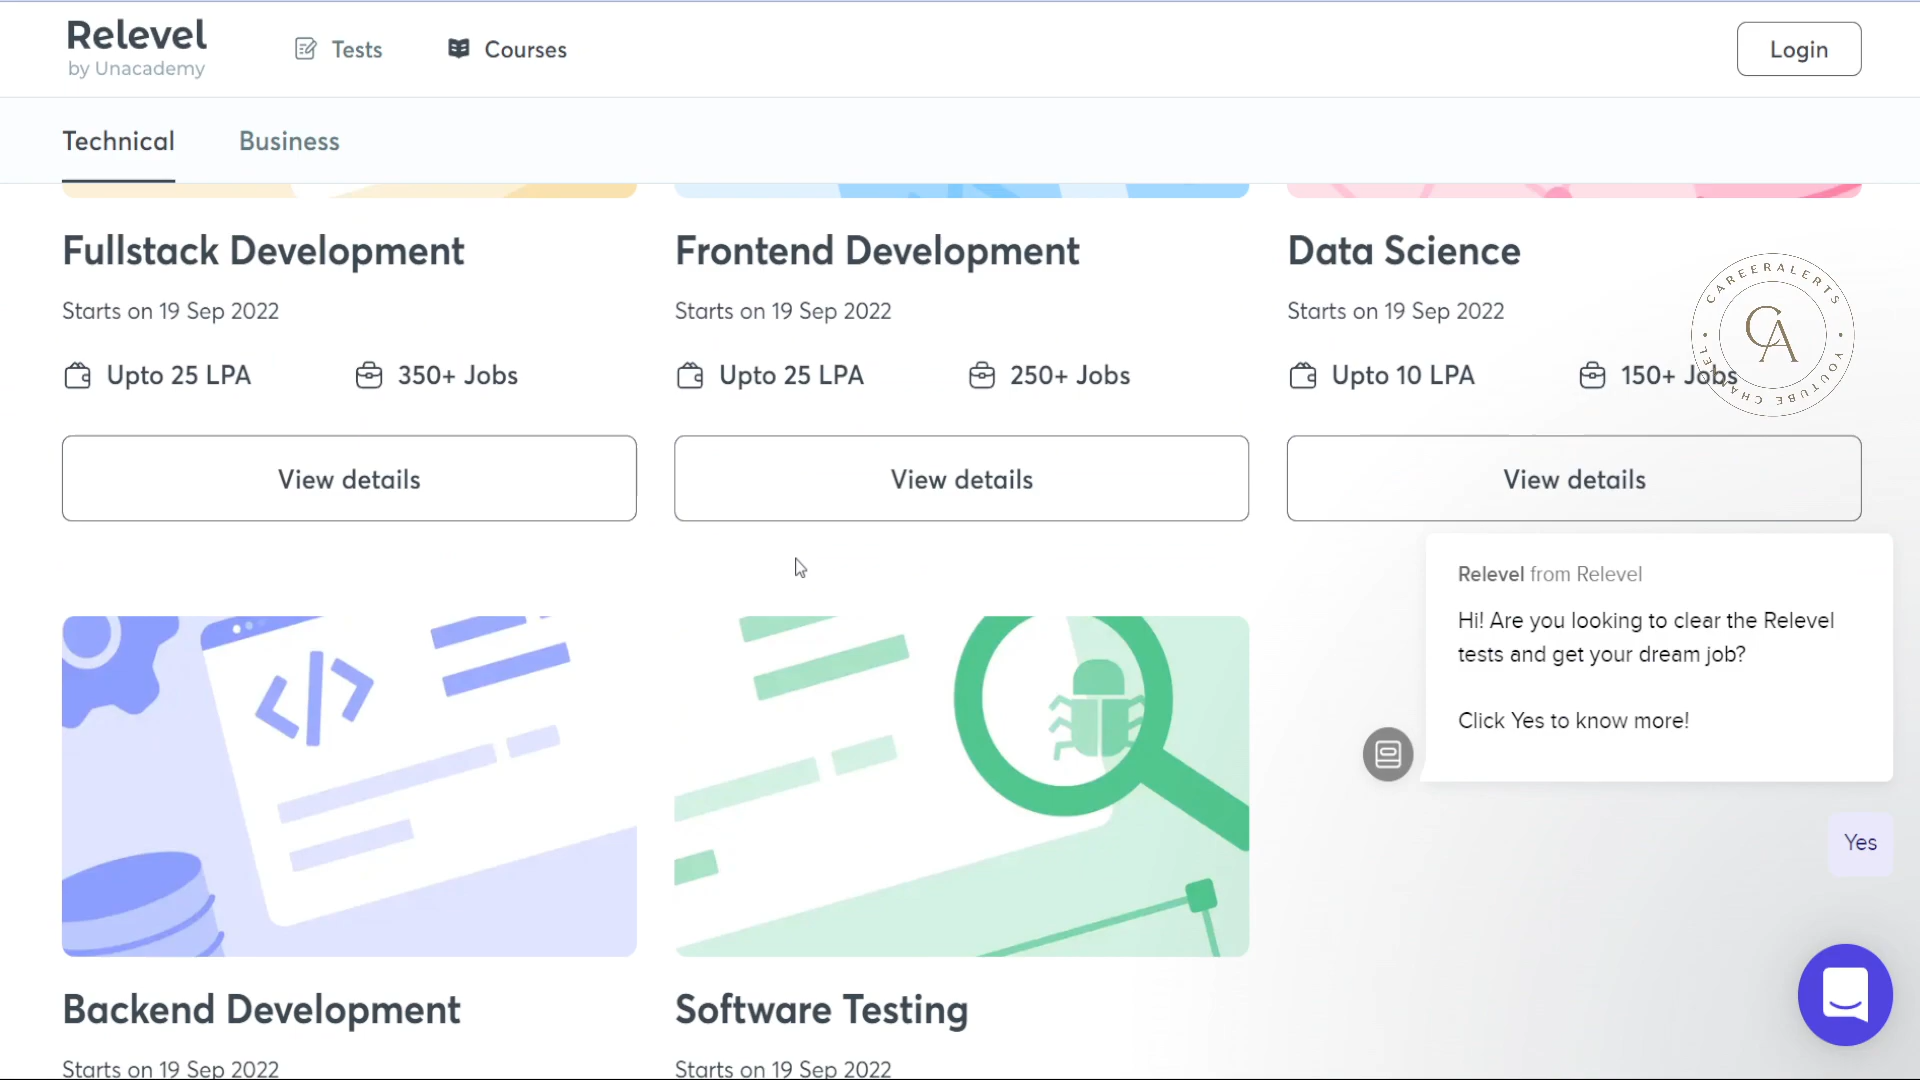 Relevel
by Unacademy
Tests
Courses
Login
Technical
Business
Fullstack Development
Starts on 19 Sep 2022
Upto 25 LPA
350+ Jobs
View details
Frontend Development
Starts on 19 Sep 2022
Upto 25 LPA
250+ Jobs
View details
Data Science
Starts on 19 Sep 2022
Upto 10 LPA
150+ Jobs
View details
CAREERALERTS
YOUTUBE CHANNEL
CA
Relevel from Relevel
Hi! Are you looking to clear the Relevel
tests and get your dream job?
Click Yes to know more!
Yes
</>
Backend Development
Starts on 19 Sep 2022
Software Testing
Starts on 19 Sep 2022